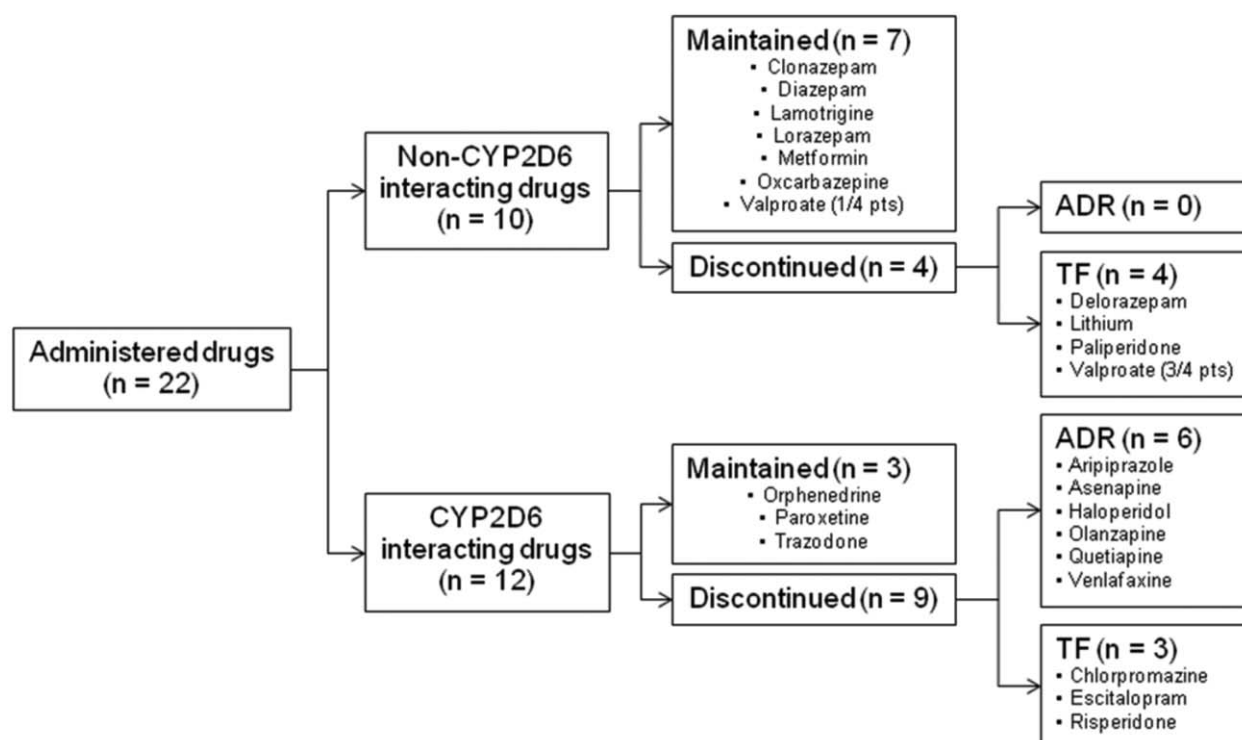 Administered drugs
(n = 22)
Non-CYP2D6
interacting drugs
(n = 10)
Maintained (n = 7)
▪ Clonazepam
▪ Diazepam
▪ Lamotrigine
▪ Lorazepam
▪ Metformin
▪ Oxcarbazepine
▪ Valproate (1/4 pts)
Discontinued (n = 4)
ADR (n = 0)
TF (n = 4)
▪ Delorazepam
▪ Lithium
▪ Paliperidone
▪ Valproate (3/4 pts)
CYP2D6
interacting drugs
(n = 12)
Maintained (n = 3)
▪ Orphenedrine
▪ Paroxetine
▪ Trazodone
Discontinued (n = 9)
ADR (n = 6)
▪ Aripiprazole
▪ Asenapine
▪ Haloperidol
▪ Olanzapine
▪ Quetiapine
▪ Venlafaxine
TF (n = 3)
▪ Chlorpromazine
▪ Escitalopram
▪ Risperidone